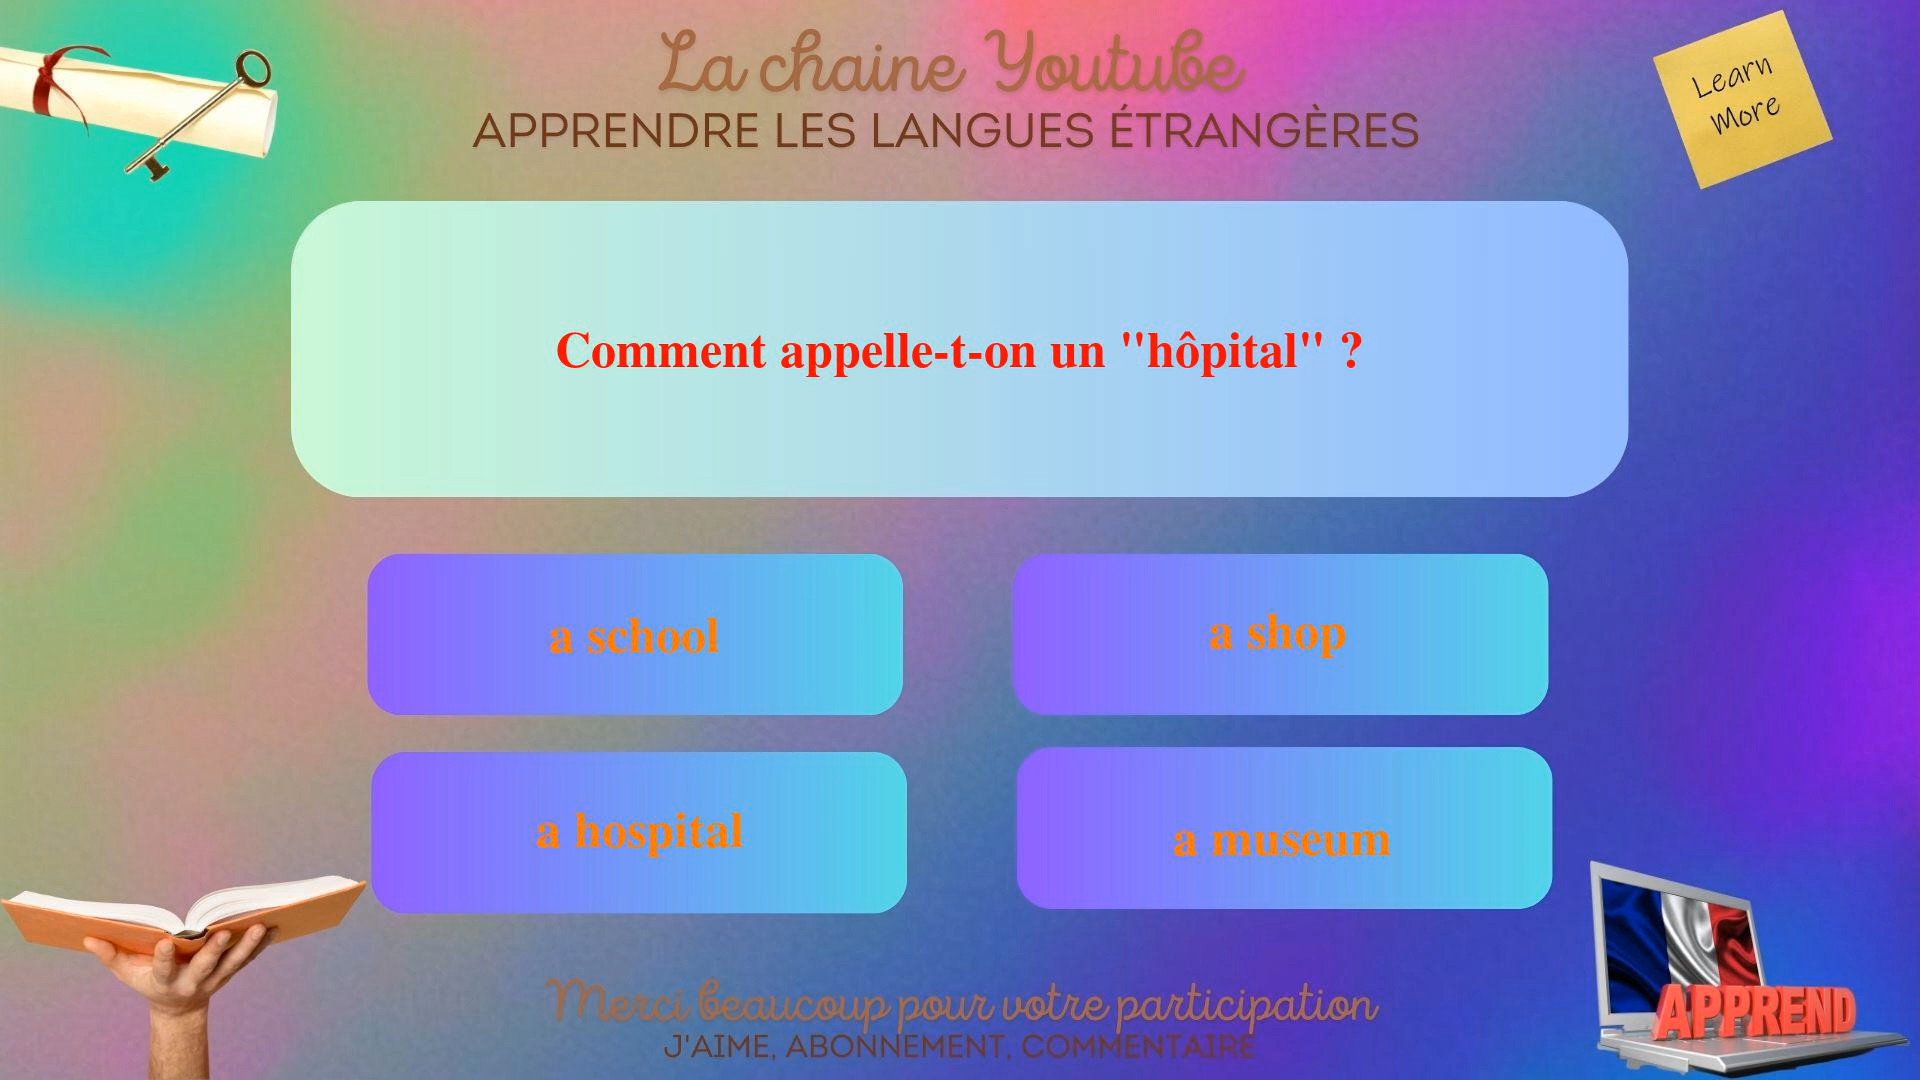 La chaine Youtube
APPRENDRE LES LANGUES ÉTRANGÈRES
Learn
More
Comment appelle-t-on un "hôpital" ?
a school
a shop
a hospital
a museum
APPREND
Merci beaucoup pour votre participation
J'AIME, ABONNEMENT, COMMENTAIRE